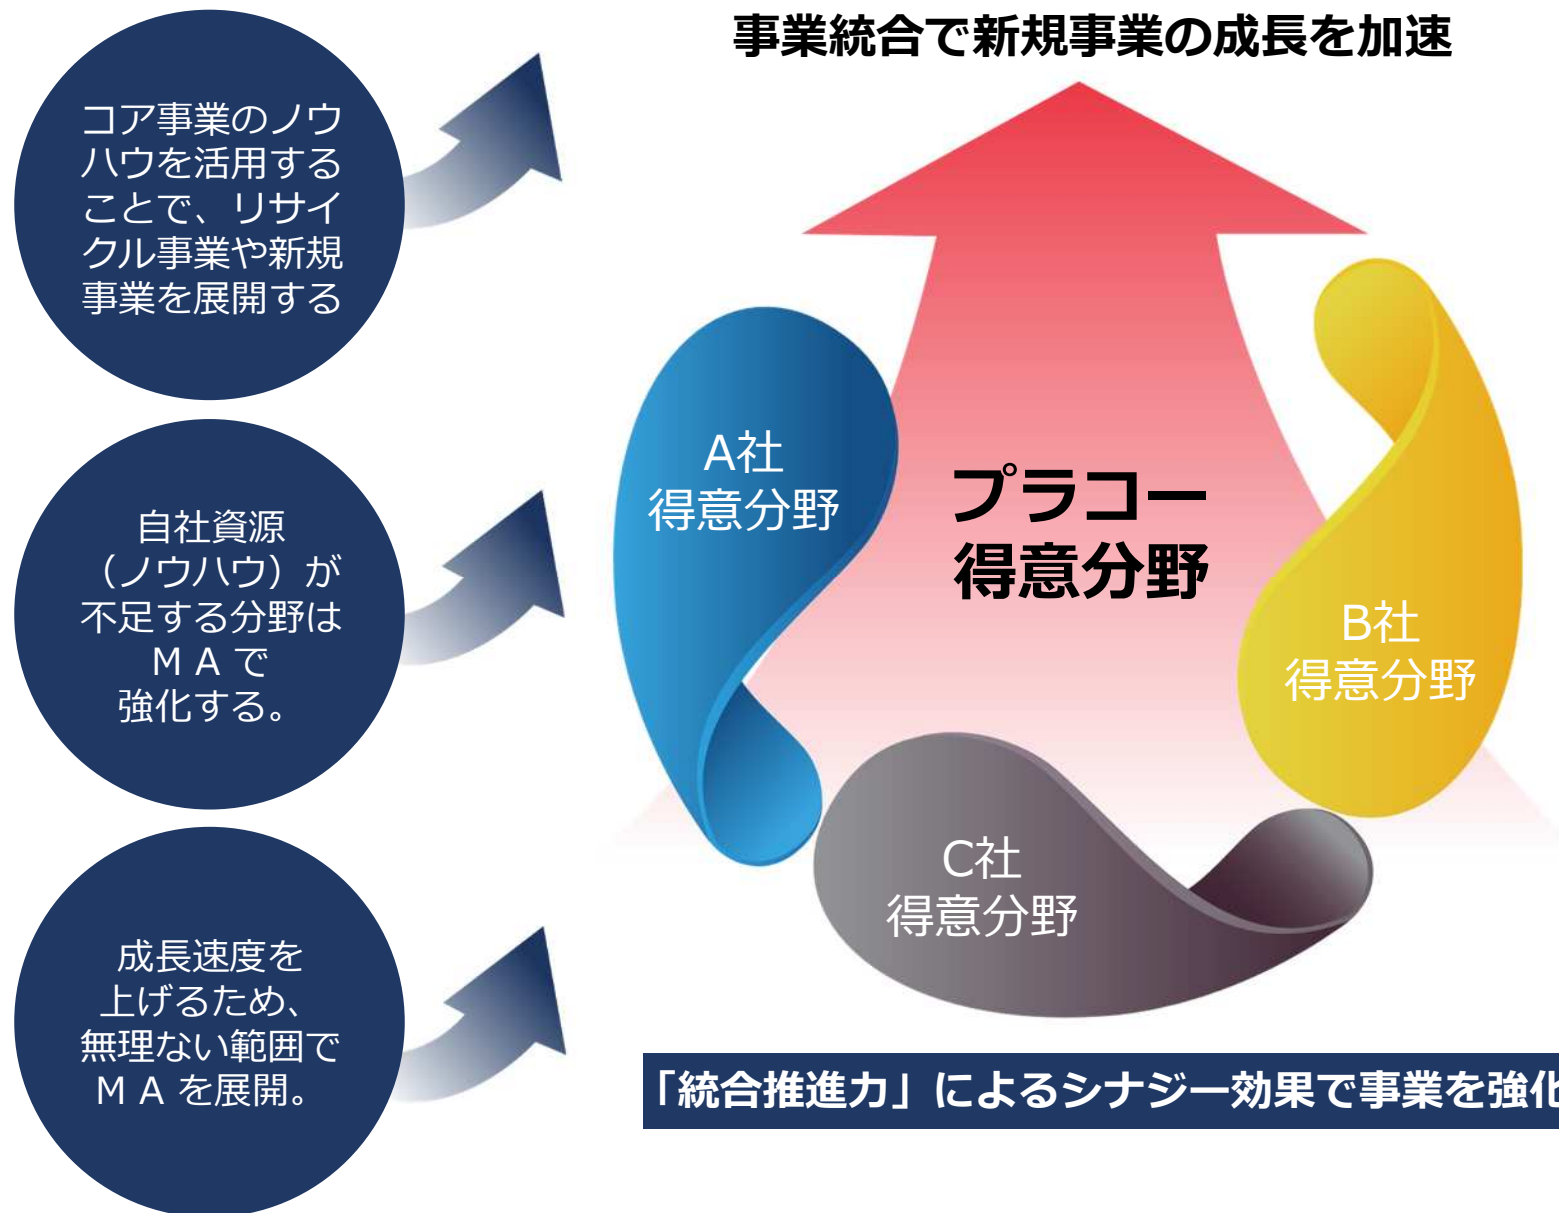 事業統合で新規事業の成長を加速
コア事業のノウ
ハウを活用する
ことで、リサイ
クル事業や新規
事業を展開する
自社資源
（ノウハウ）が
不足する分野は
ＭＡで
強化する。
成長速度を
上げるため、
無理ない範囲で
ＭＡを展開。
A社
得意分野
プラコー
得意分野
B社
得意分野
C社
得意分野
「統合推進力」によるシナジー効果で事業を強化